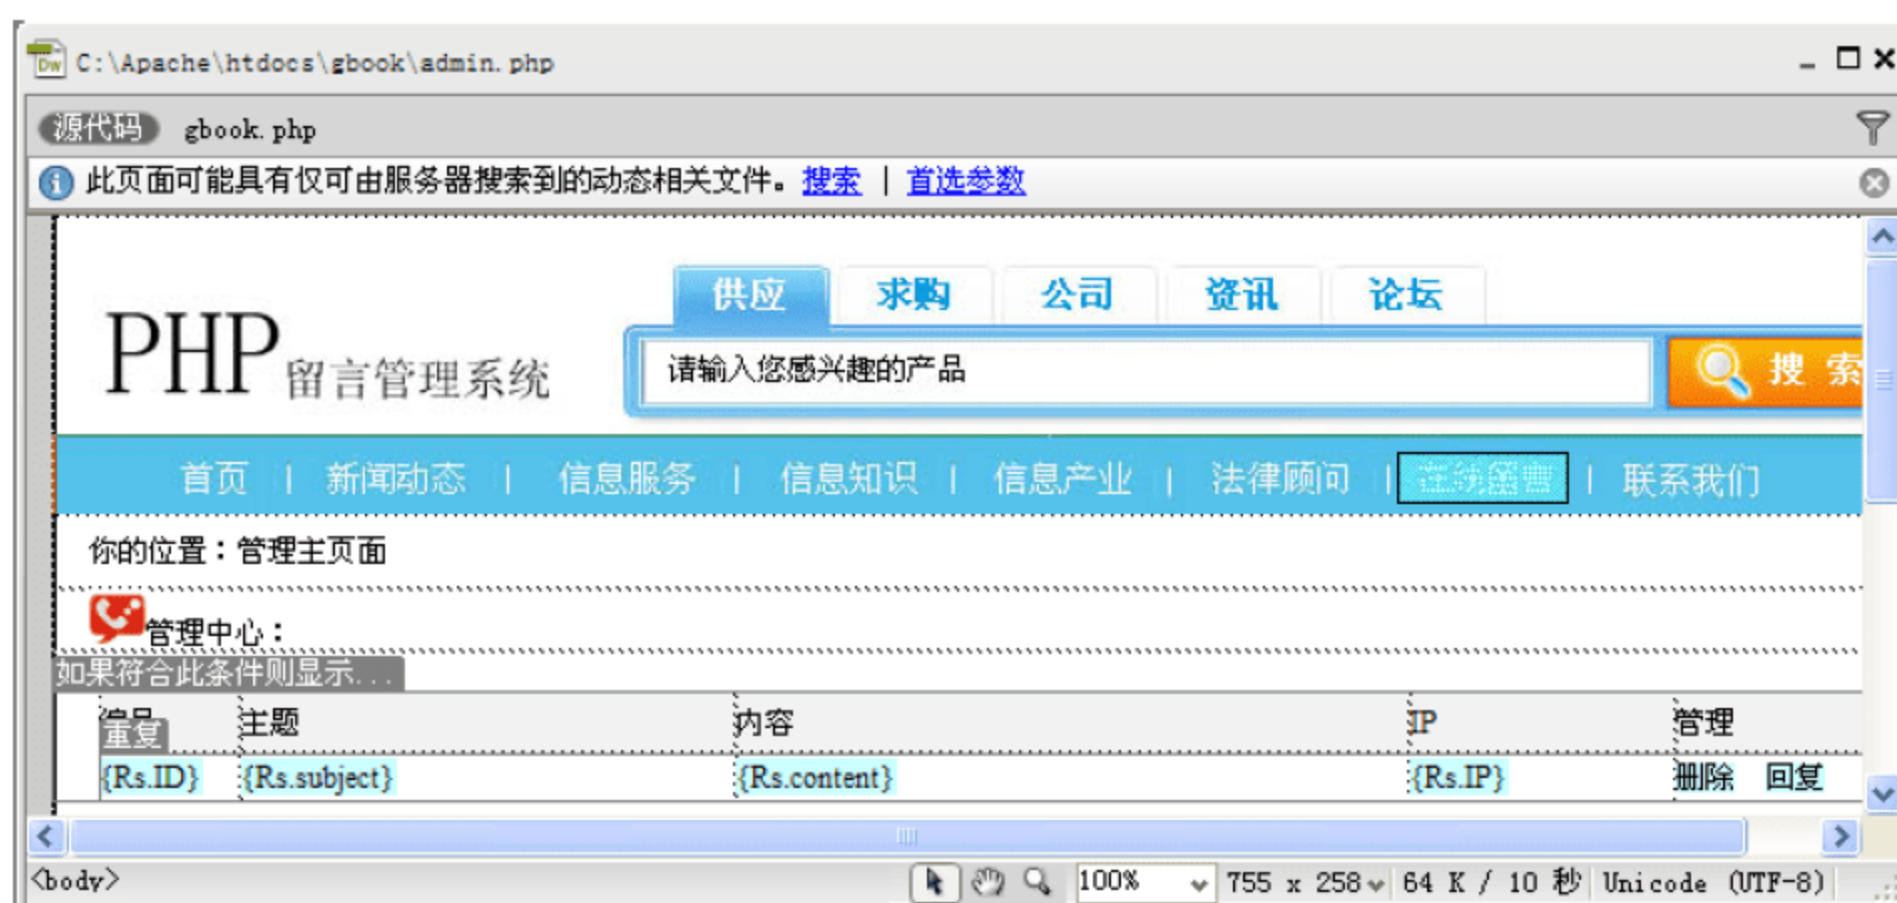 C:\Apache\htdocs\gbook\admin.php
源代码 gbook.php
此页面可能具有仅可由服务器搜索到的动态相关文件。搜索 | 首选参数
供应 求购 公司 资讯 论坛
PHP留言管理系统
请输入您感兴趣的产品
搜 索
首页 | 新闻动态 | 信息服务 | 信息知识 | 信息产业 | 法律顾问 | | 联系我们
你的位置：管理主页面
管理中心：
如果符合此条件则显示...
主题 内容 IP 管理
重复
{Rs.ID} {Rs.subject} {Rs.content} {Rs.IP} 删除 回复
<body> 100% 755 x 258 64 K / 10 秒 Unicode (UTF-8)